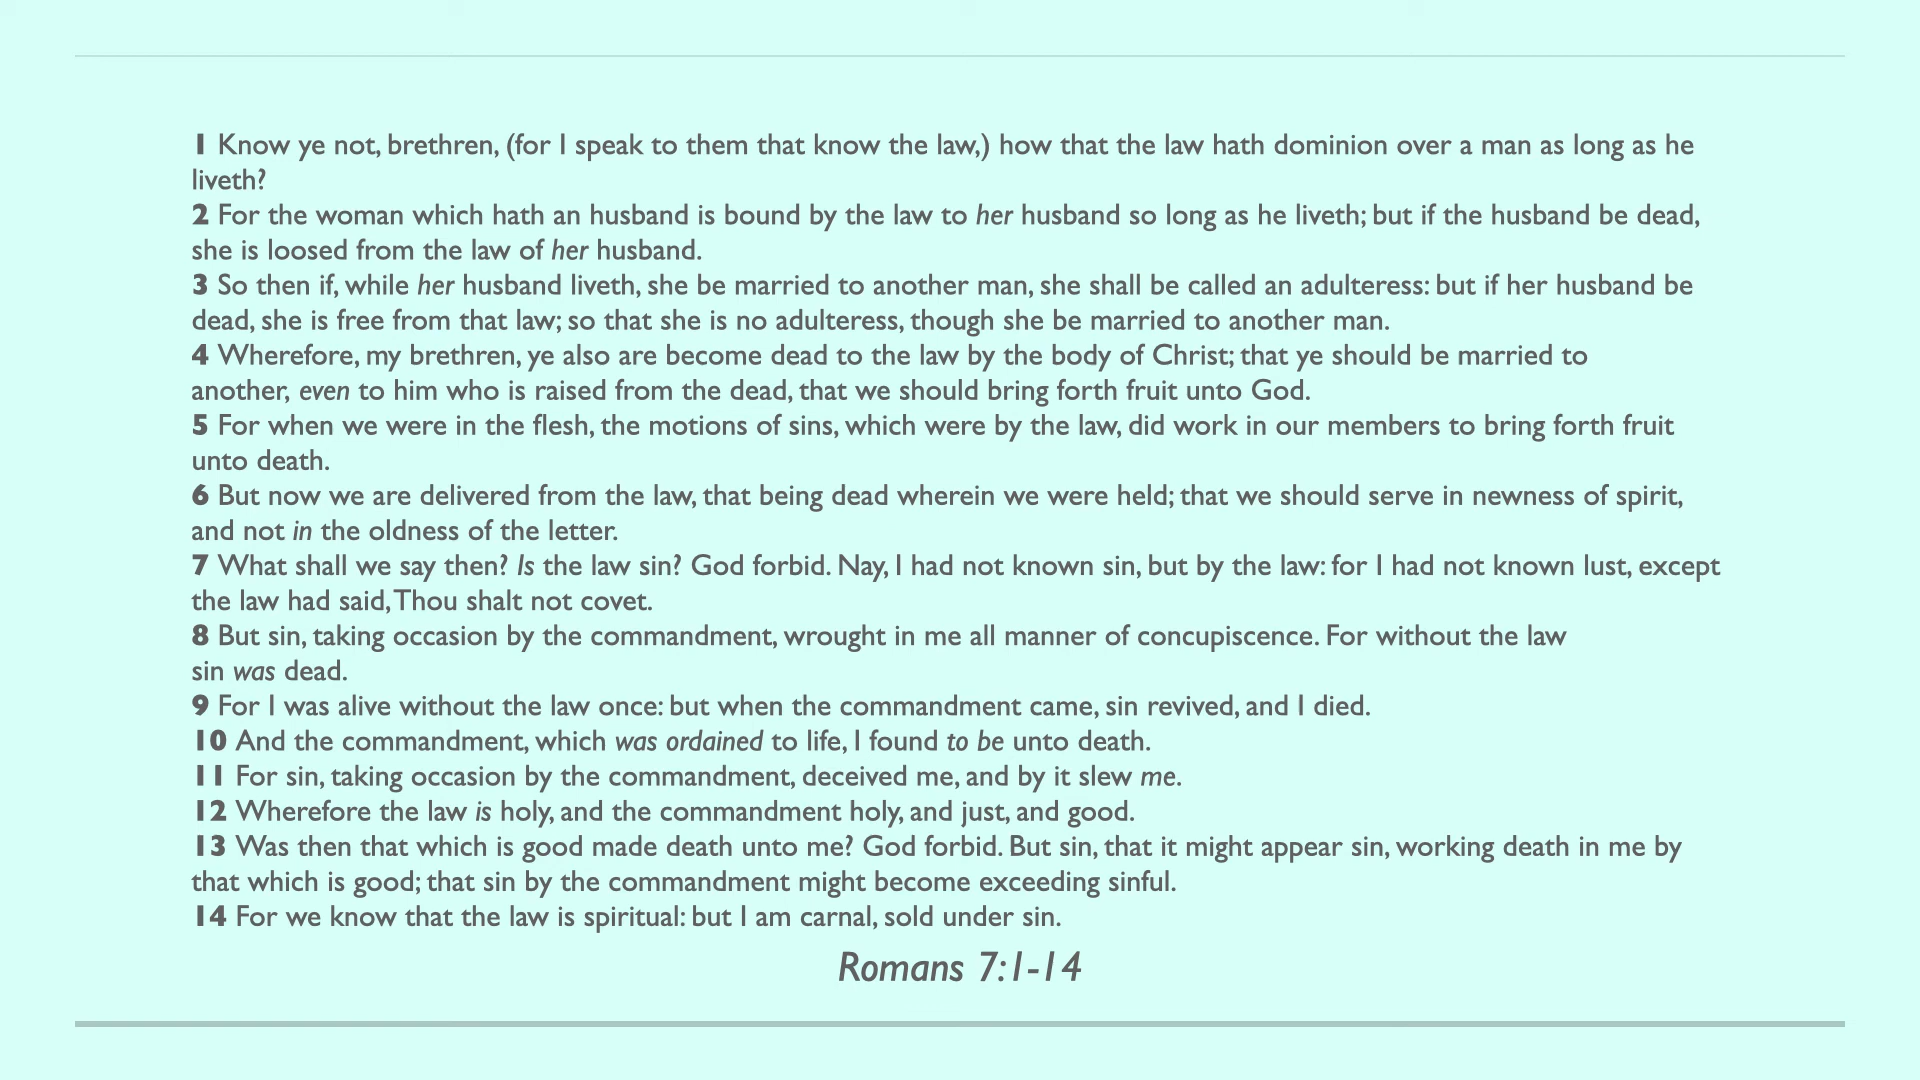 1 Know ye not, brethren, (for I speak to them that know the law,) how that the law hath dominion over a man as long as he
liveth?
2 For the woman which hath an husband is bound by the law to her husband so long as he liveth; but if the husband be dead,
she is loosed from the law of her husband.
3 So then if, while her husband liveth, she be married to another man, she shall be called an adulteress: but if her husband be
dead, she is free from that law; so that she is no adulteress, though she be married to another man.
4 Wherefore, my brethren, ye also are become dead to the law by the body of Christ; that ye should be married to
another, even to him who is raised from the dead, that we should bring forth fruit unto God.
5 For when we were in the flesh, the motions of sins, which were by the law, did work in our members to bring forth fruit
unto death.
6 But now we are delivered from the law, that being dead wherein we were held; that we should serve in newness of spirit,
and not in the oldness of the letter.
7 What shall we say then? Is the law sin? God forbid. Nay, I had not known sin, but by the law: for I had not known lust, except
the law had said, Thou shalt not covet.
8 But sin, taking occasion by the commandment, wrought in me all manner of concupiscence. For without the law
sin was dead.
9 For I was alive without the law once: but when the commandment came, sin revived, and I died.
10 And the commandment, which was ordained to life, I found to be unto death.
11 For sin, taking occasion by the commandment, deceived me, and by it slew me.
12 Wherefore the law is holy, and the commandment holy, and just, and good.
13 Was then that which is good made death unto me? God forbid. But sin, that it might appear sin, working death in me by
that which is good; that sin by the commandment might become exceeding sinful.
14 For we know that the law is spiritual: but I am carnal, sold under sin.
Romans 7:1-14